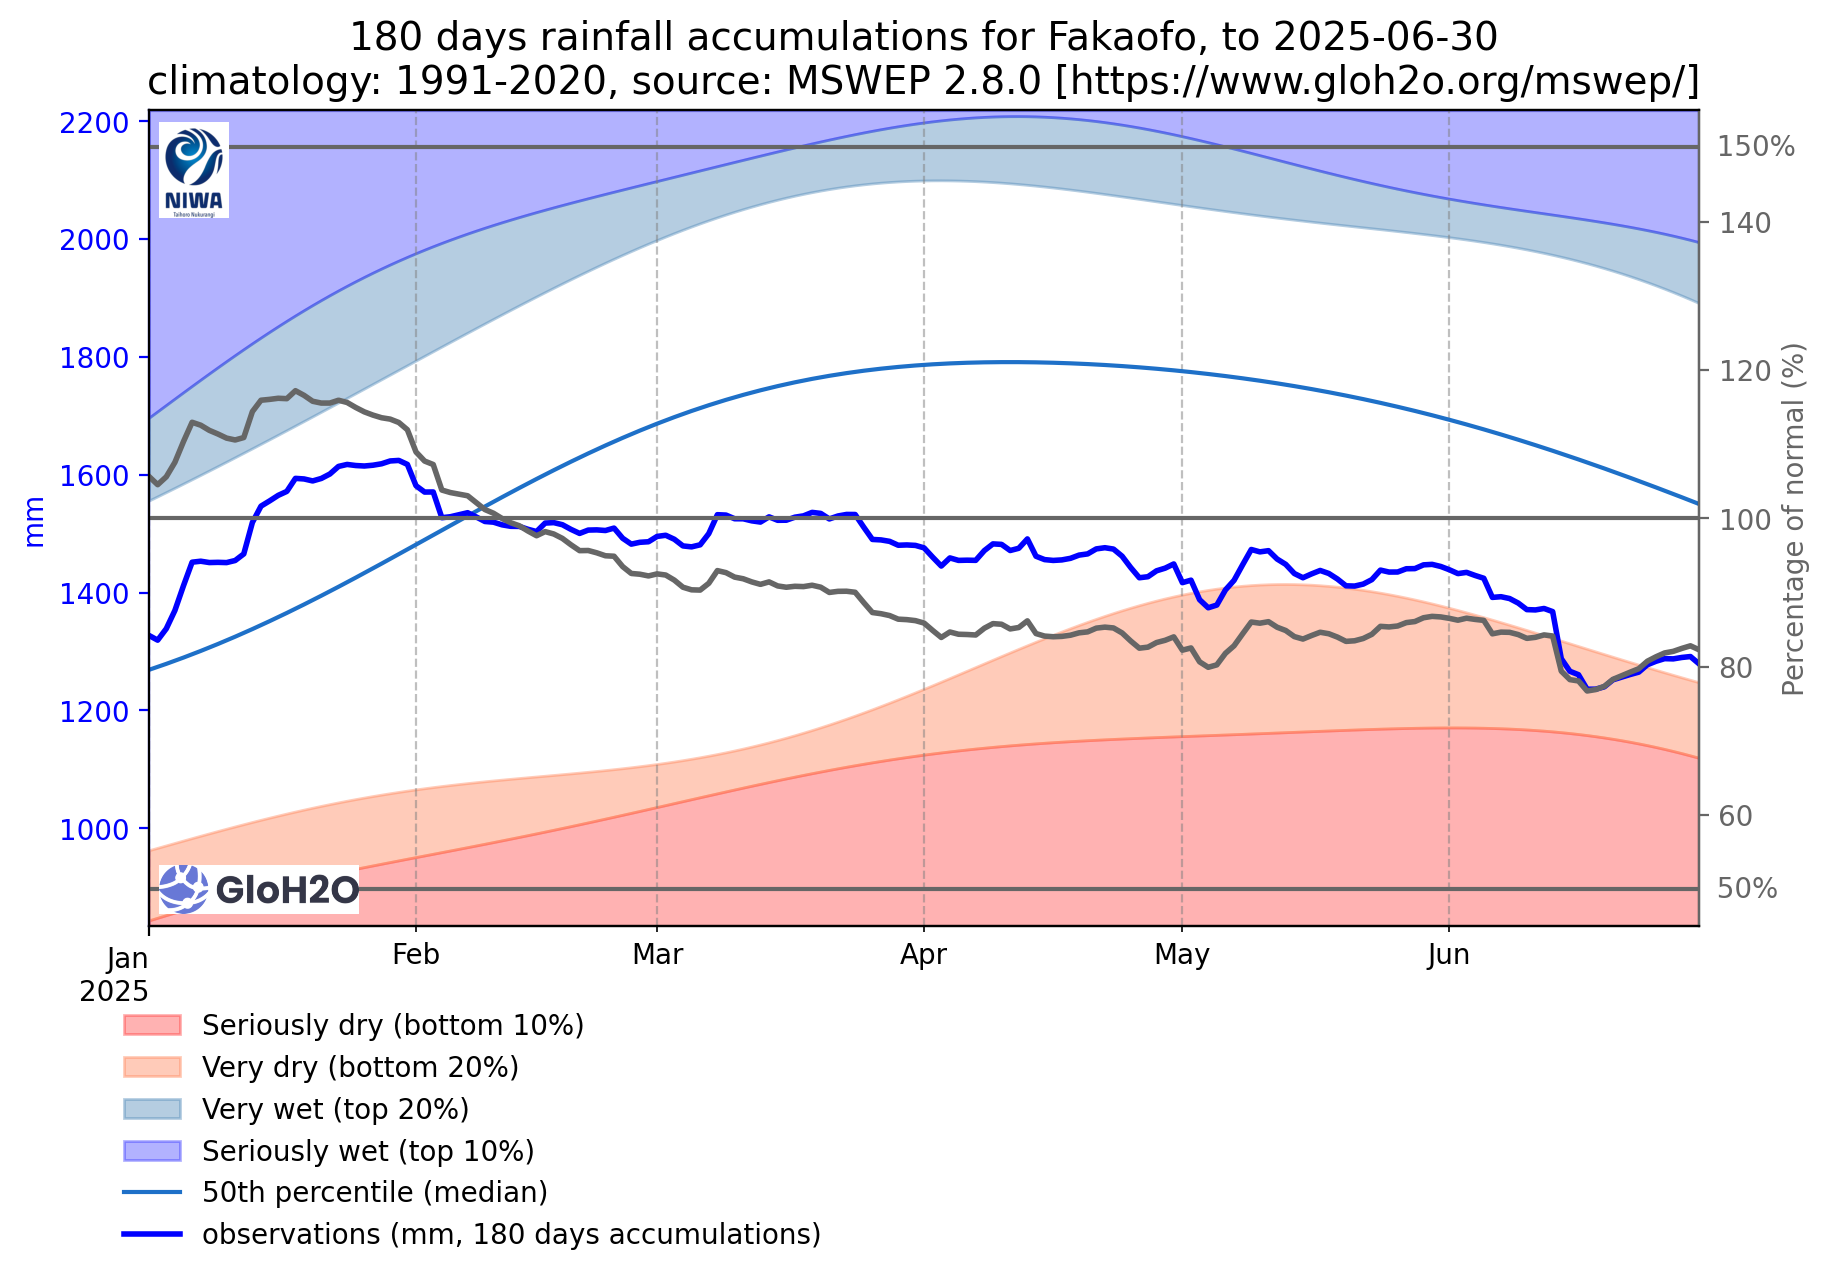 180 days rainfall accumulations for Fakaofo, to 2025-06-30
climatology: 1991-2020, source: MSWEP 2.8.0 [https://www.gloh2o.org/mswep/]
2200
2000
1800
1600
1400
1200
1000
mm
NIWA
Taihoro Nukurangi
GloH2O
150%
140
120
100
80
60
50%
Percentage of normal (%)
Jan
2025
Feb
Mar
Apr
May
Jun
Seriously dry (bottom 10%)
Very dry (bottom 20%)
Very wet (top 20%)
Seriously wet (top 10%)
50th percentile (median)
observations (mm, 180 days accumulations)